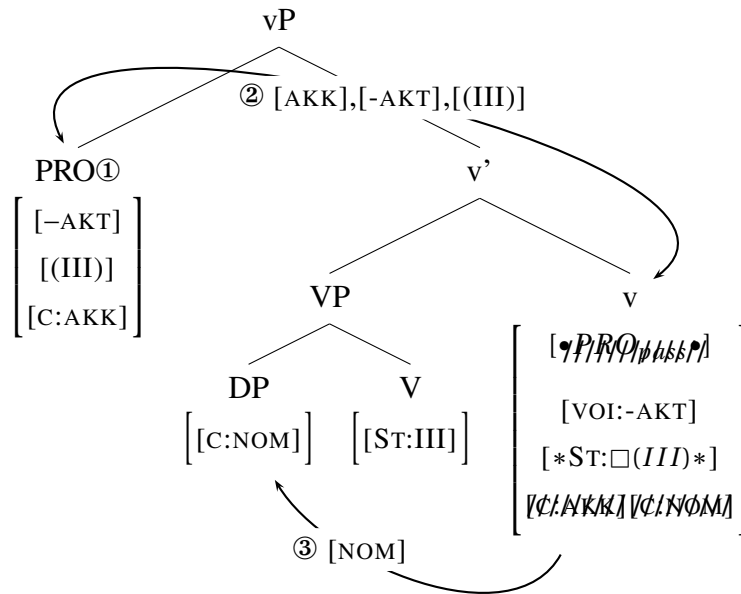 vP
② [AKK],[-AKT],[(III)]
PRO①
v'
[–AKT]
[(III)]
[C:AKK]
VP
v
[•PRO_pass•]
DP
V
[VOI:-AKT]
[C:NOM]
[ST:III]
[∗ST:□(III)∗]
[C:AKK][C:NOM]
③ [NOM]